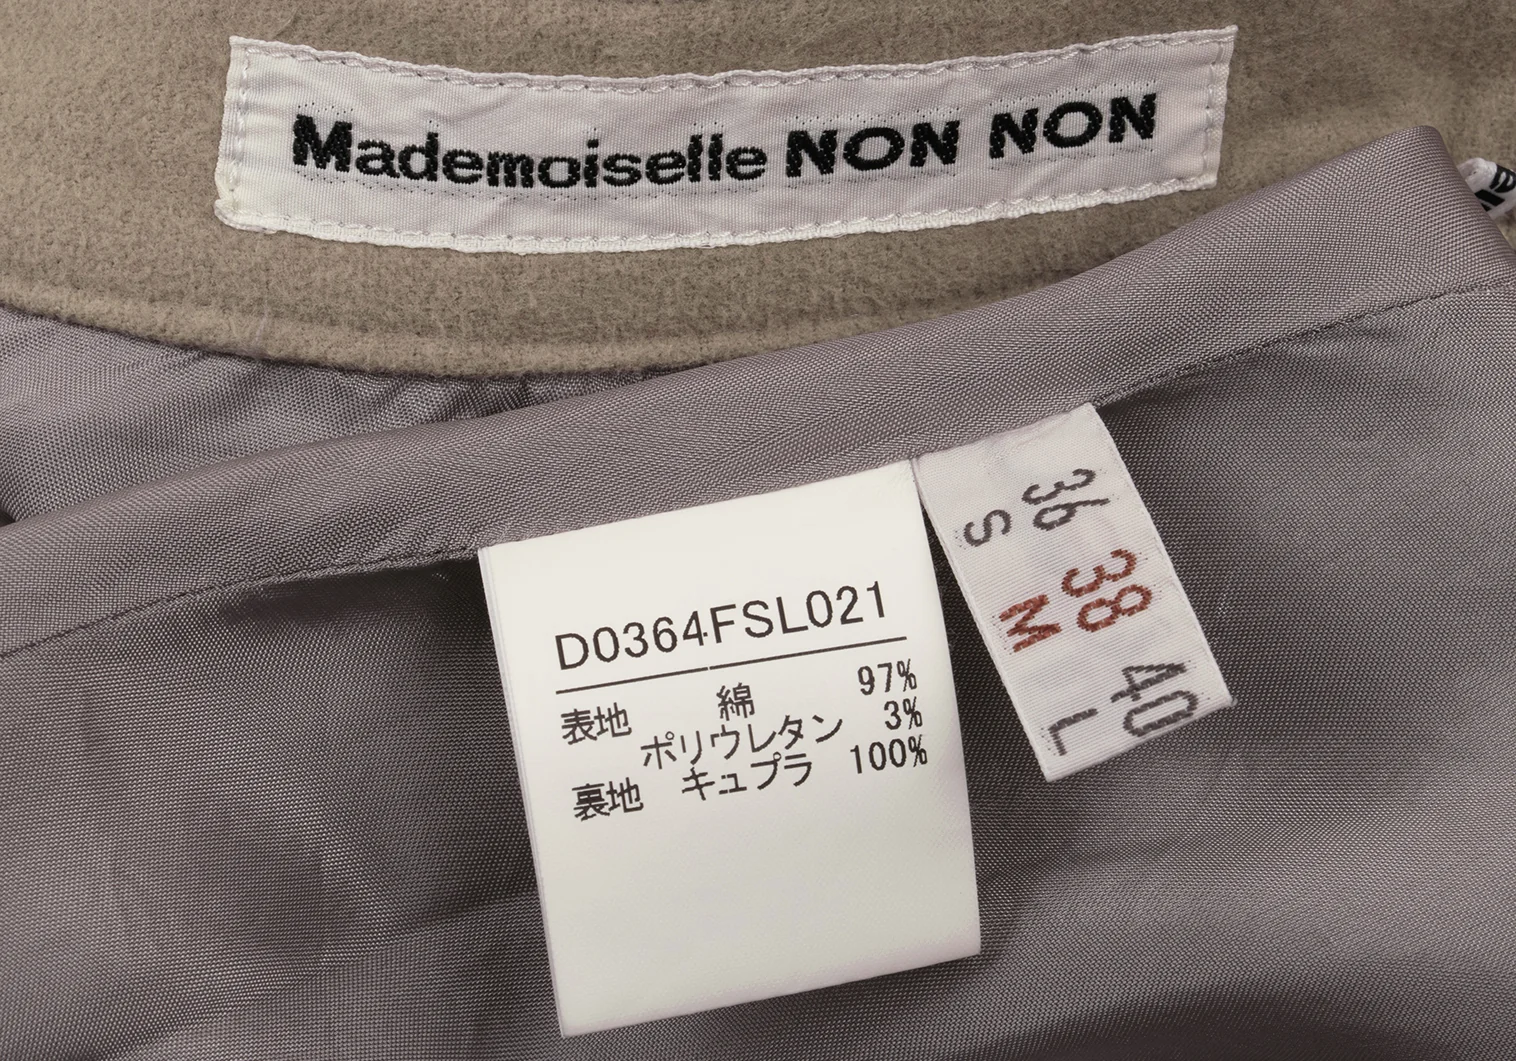 Mademoiselle NON NON
D0364FSL021
表地 綿 97%
ポリウレタン 3%
裏地 キュプラ 100%
36 38 40
S M L